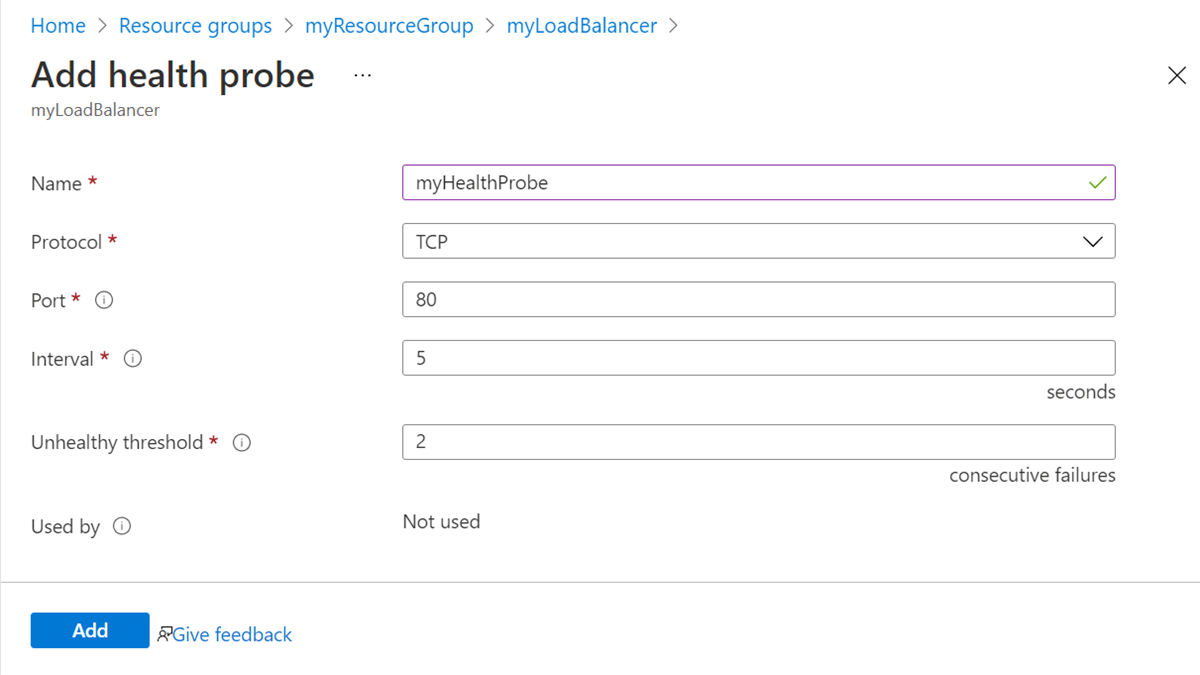 Home > Resource groups > myResourceGroup > myLoadBalancer >
Add health probe ...
myLoadBalancer
Name * myHealthProbe
Protocol * TCP
Port * 80
Interval * 5
seconds
Unhealthy threshold * 2
consecutive failures
Used by Not used
Add Give feedback